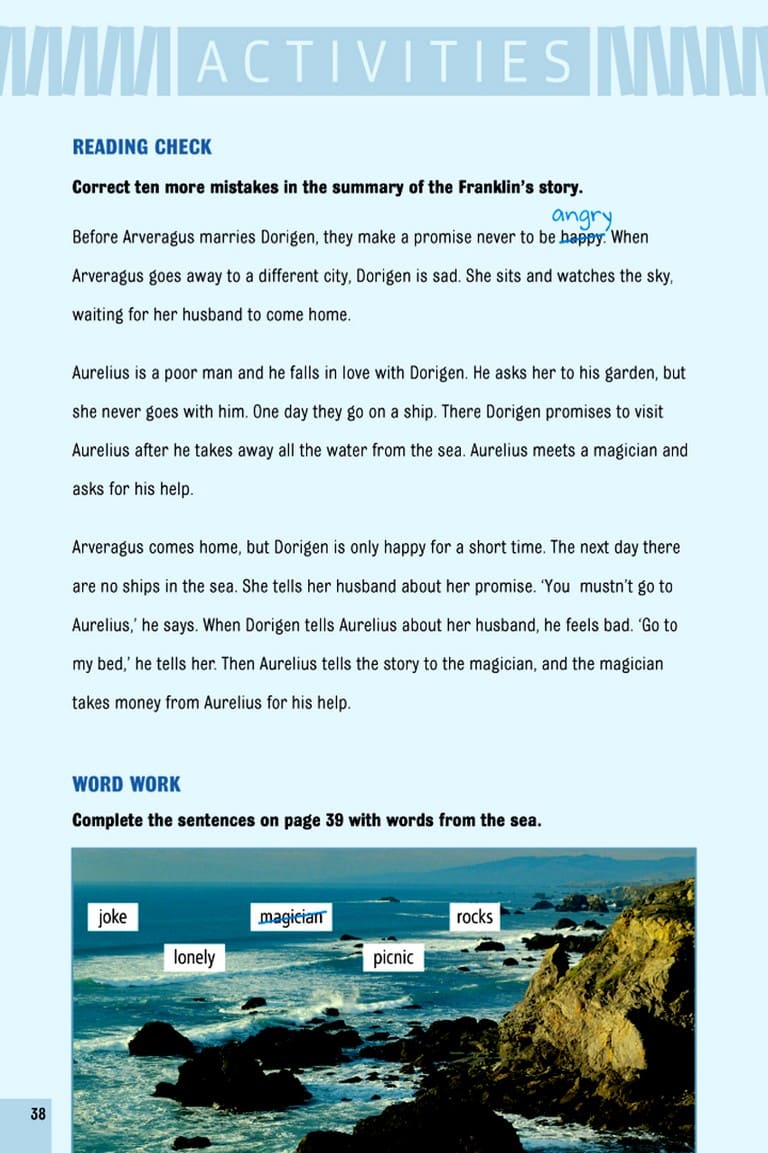 ACTIVITIES
READING CHECK
Correct ten more mistakes in the summary of the Franklin's story.
angry
Before Arveragus marries Dorigen, they make a promise never to be happy. When
Arveragus goes away to a different city, Dorigen is sad. She sits and watches the sky,
waiting for her husband to come home.
Aurelius is a poor man and he falls in love with Dorigen. He asks her to his garden, but
she never goes with him. One day they go on a ship. There Dorigen promises to visit
Aurelius after he takes away all the water from the sea. Aurelius meets a magician and
asks for his help.
Arveragus comes home, but Dorigen is only happy for a short time. The next day there
are no ships in the sea. She tells her husband about her promise. ‘You mustn't go to
Aurelius,’ he says. When Dorigen tells Aurelius about her husband, he feels bad. ‘Go to
my bed,’ he tells her. Then Aurelius tells the story to the magician, and the magician
takes money from Aurelius for his help.
WORD WORK
Complete the sentences on page 39 with words from the sea.
joke magician rocks
lonely picnic
38